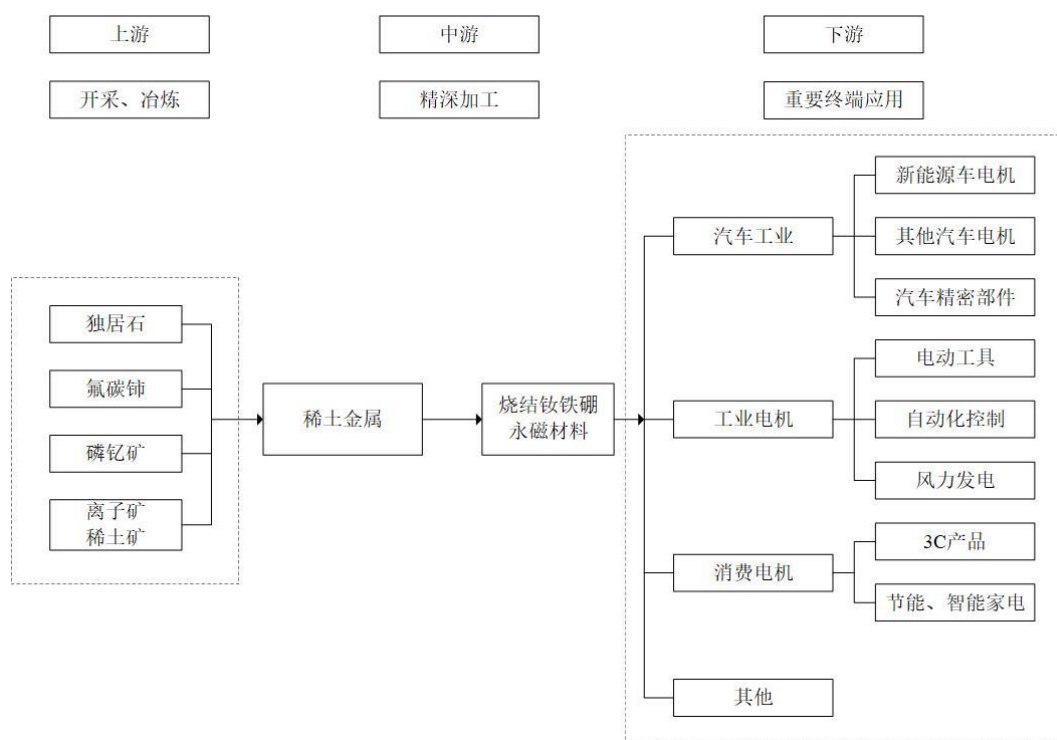 上游
中游
下游
开采、冶炼
精深加工
重要终端应用
独居石
氟碳铈
磷钇矿
离子矿
稀土矿
稀土金属
烧结钕铁硼
永磁材料
汽车工业
新能源车电机
其他汽车电机
汽车精密部件
工业电机
电动工具
自动化控制
风力发电
消费电机
3C产品
节能、智能家电
其他